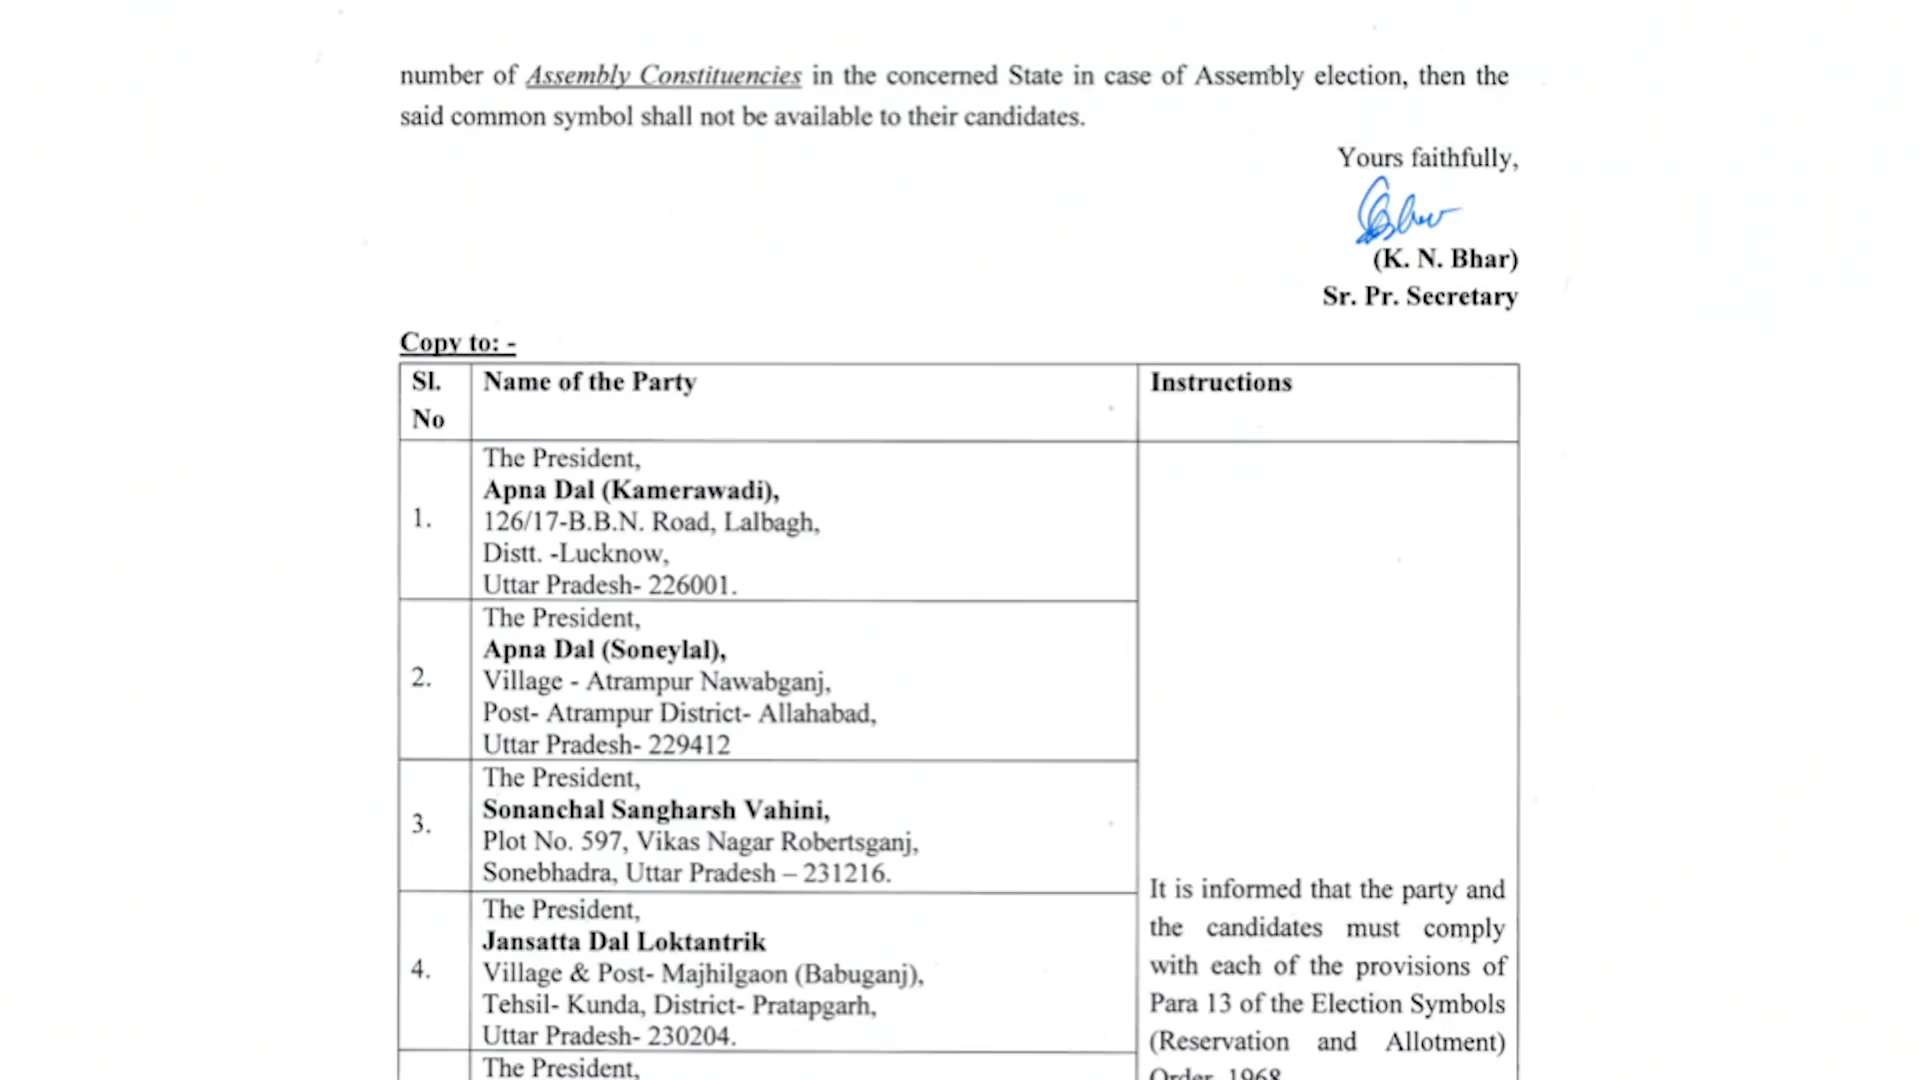 number of Assembly Constituencies in the concerned State in case of Assembly election, then the
said common symbol shall not be available to their candidates.
Yours faithfully,
(K. N. Bhar)
Sr. Pr. Secretary
Copy to: -
Sl.
No
Name of the Party
Instructions
1.
The President,
Apna Dal (Kamerawadi),
126/17-B.B.N. Road, Lalbagh,
Distt. -Lucknow,
Uttar Pradesh- 226001.
2.
The President,
Apna Dal (Soneylal),
Village - Atrampur Nawabganj,
Post- Atrampur District- Allahabad,
Uttar Pradesh- 229412
3.
The President,
Sonanchal Sangharsh Vahini,
Plot No. 597, Vikas Nagar Robertsganj,
Sonebhadra, Uttar Pradesh – 231216.
4.
The President,
Jansatta Dal Loktantrik
Village & Post- Majhilgaon (Babuganj),
Tehsil- Kunda, District- Pratapgarh,
Uttar Pradesh- 230204.
The President,
It is informed that the party and
the candidates must comply
with each of the provisions of
Para 13 of the Election Symbols
(Reservation and Allotment)
Order, 1968